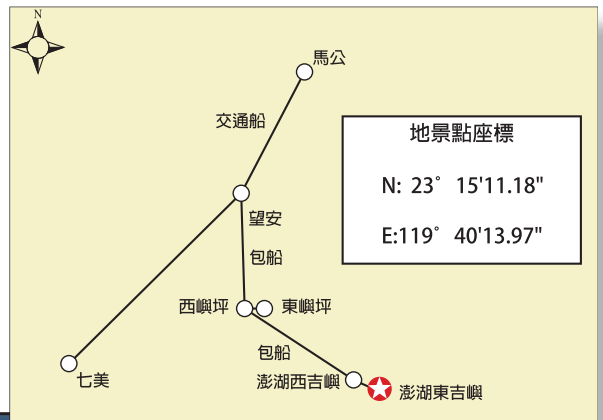 N
馬公
交通船
地景點座標
N: 23° 15'11.18"
E:119° 40'13.97"
望安
包船
西嶼坪
東嶼坪
包船
七美
澎湖西吉嶼
澎湖東吉嶼